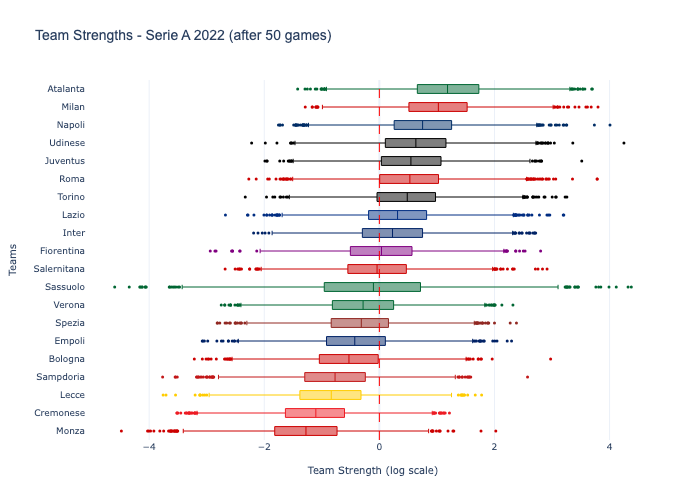 Team Strengths - Serie A 2022 (after 50 games)
Atalanta
Milan
Napoli
Udinese
Juventus
Roma
Torino
Lazio
Inter
Fiorentina
Salernitana
Sassuolo
Verona
Spezia
Empoli
Bologna
Sampdoria
Lecce
Cremonese
Monza
Teams
−4 −2 0 2 4
Team Strength (log scale)